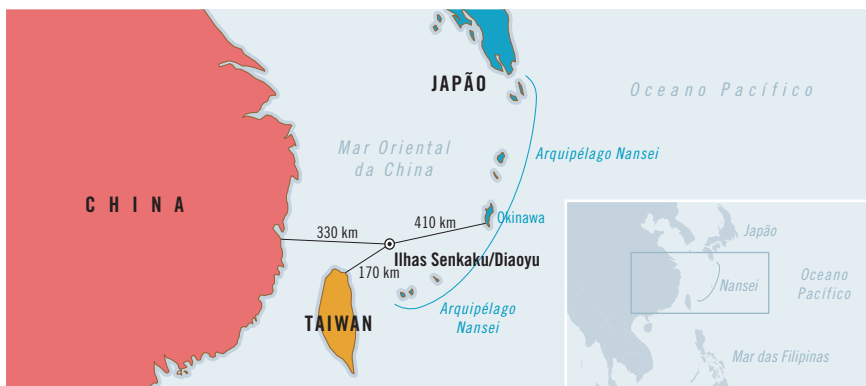 JAPÃO
Oceano Pacífico
Mar Oriental
da China
Arquipélago Nansei
CHINA
330 km
410 km
Okinawa
Ilhas Senkaku/Diaoyu
170 km
TAIWAN
Arquipélago
Nansei
Japão
Nansei
Oceano
Pacífico
Mar das Filipinas